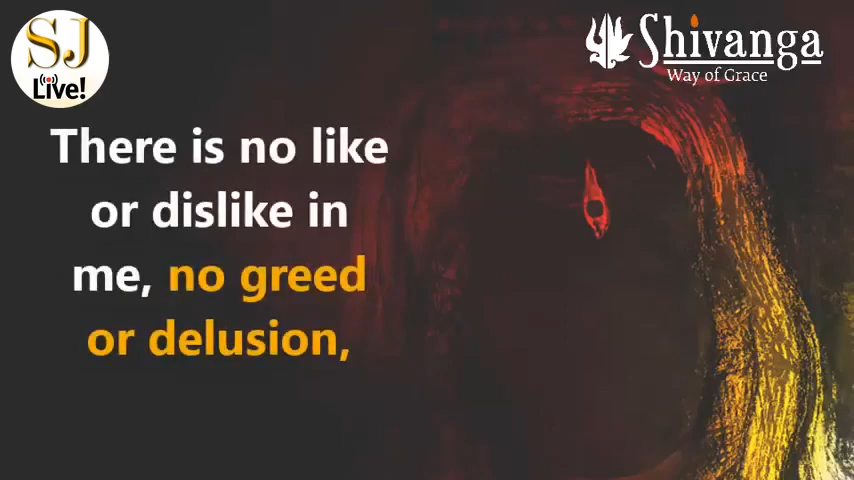 SJ
Live!
Shivanga
Way of Grace
There is no like
or dislike in
me, no greed
or delusion,